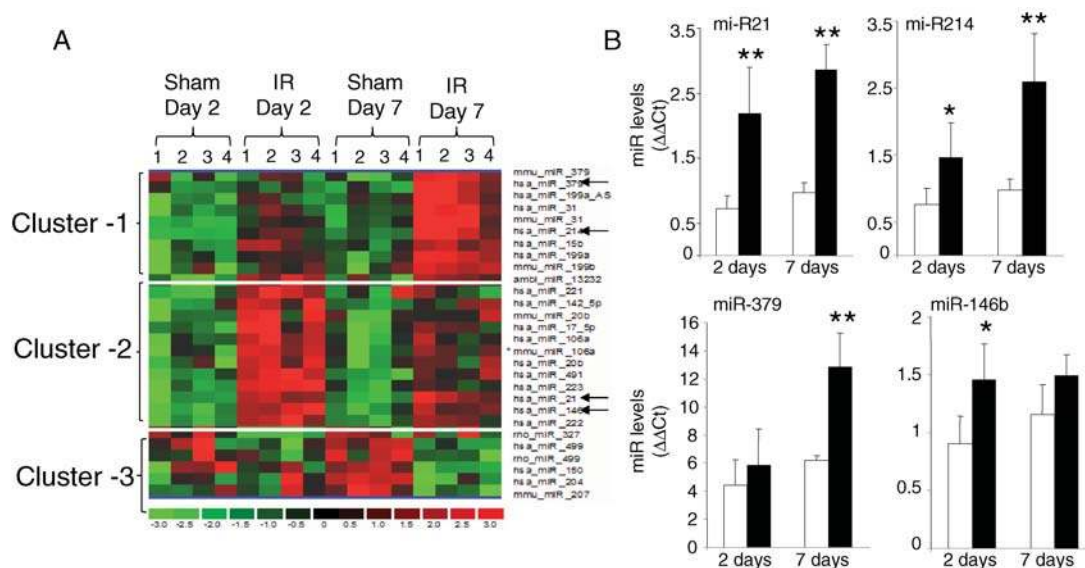 A
Sham Day 2
IR Day 2
Sham Day 7
IR Day 7
1 2 3 4 1 2 3 4 1 2 3 4 1 2 3 4
Cluster -1
mmu_miR_379
hsa_miR_379
hsa_miR_199a_AS
hsa_miR_31
mmu_miR_31
hsa_miR_214
hsa_miR_15b
hsa_miR_199a
mmu_miR_199b
ambi_miR_13232
Cluster -2
hsa_miR_221
hsa_miR_142_5p
mmu_miR_20b
hsa_miR_17_5p
hsa_miR_106a
mmu_miR_106a
hsa_miR_20b
hsa_miR_491
hsa_miR_223
hsa_miR_21
hsa_miR_146
hsa_miR_222
Cluster -3
rno_miR_327
hsa_miR_499
rno_miR_499
hsa_miR_150
hsa_miR_204
mmu_miR_207
-3.0 -2.5 -2.0 -1.5 -1.0 -0.5 0 0.5 1.0 1.5 2.0 2.5 3.0
B
mi-R21
miR levels
(ΔΔCt)
3.5
2.5
1.5
0.5
**
**
2 days 7 days
mi-R214
3.5
2.5
1.5
0.5
*
**
2 days 7 days
miR-379
miR levels
(ΔΔCt)
16
14
12
10
8
6
4
2
0
**
2 days 7 days
miR-146b
2
1.5
1
0.5
0
*
2 days 7 days